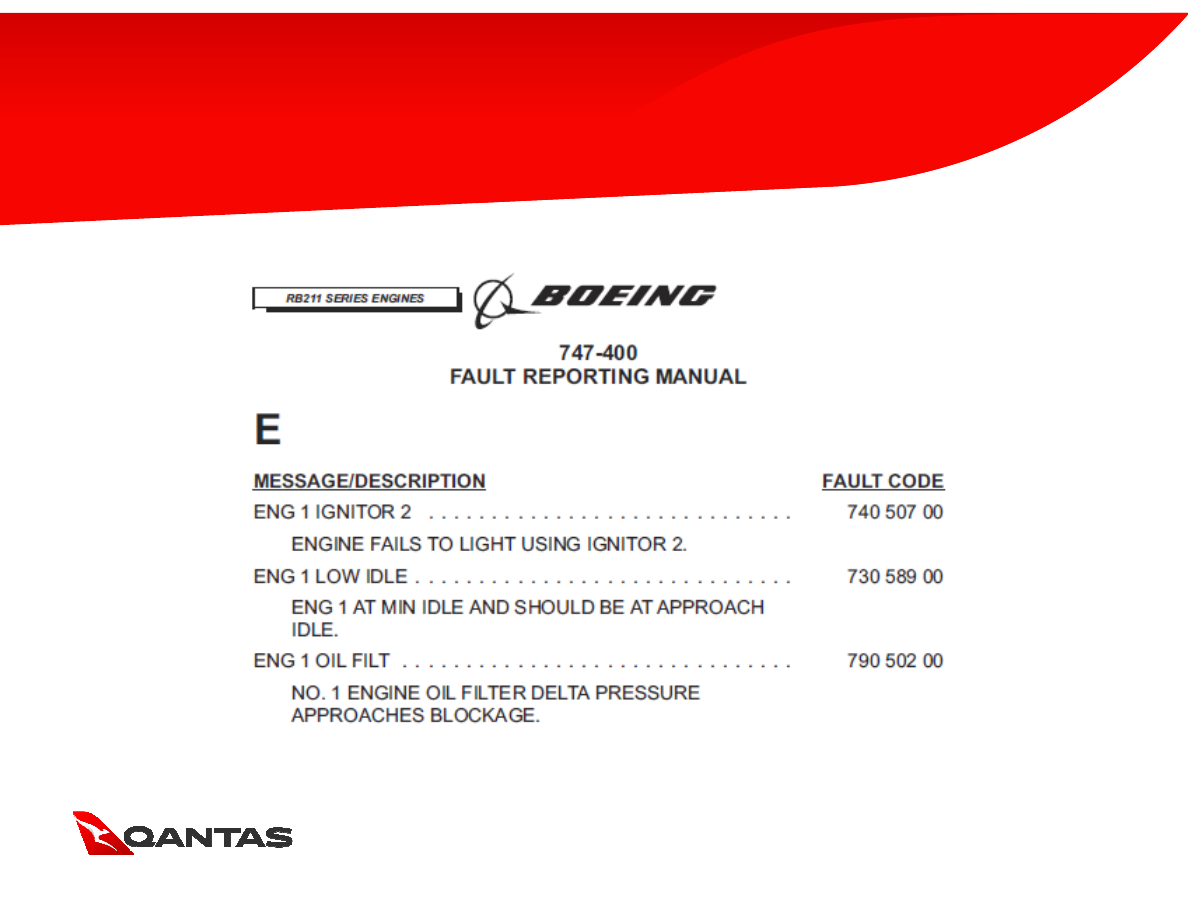 RB211 SERIES ENGINES
BOEING
747-400
FAULT REPORTING MANUAL
E
MESSAGE/DESCRIPTION FAULT CODE
ENG 1 IGNITOR 2 . . . . . . . . . . . . . . . . . . . . . . . . . . . . . 740 507 00
ENGINE FAILS TO LIGHT USING IGNITOR 2.
ENG 1 LOW IDLE . . . . . . . . . . . . . . . . . . . . . . . . . . . . . . 730 589 00
ENG 1 AT MIN IDLE AND SHOULD BE AT APPROACH
IDLE.
ENG 1 OIL FILT . . . . . . . . . . . . . . . . . . . . . . . . . . . . . . . 790 502 00
NO. 1 ENGINE OIL FILTER DELTA PRESSURE
APPROACHES BLOCKAGE.
QANTAS